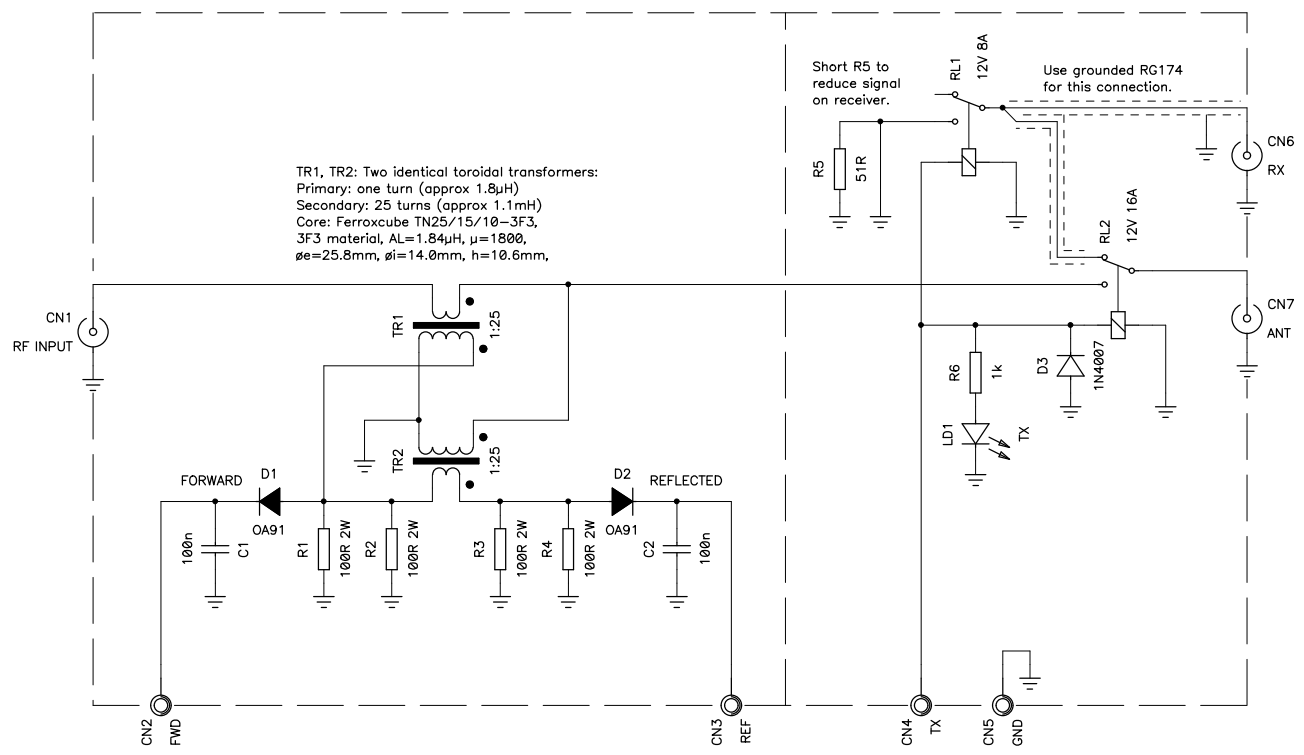 Short R5 to
reduce signal
on receiver.
RL1
12V 8A
Use grounded RG174
for this connection.
R5
51R
CN6
RX
TR1, TR2: Two identical toroidal transformers:
Primary: one turn (approx 1.8µH)
Secondary: 25 turns (approx 1.1mH)
Core: Ferroxcube TN25/15/10-3F3,
3F3 material, AL=1.84µH, µ=1800,
øe=25.8mm, øi=14.0mm, h=10.6mm,
RL2
12V 16A
CN1
RF INPUT
TR1
1:25
CN7
ANT
R6
1k
D3
1N4007
LD1
TX
TR2
1:25
FORWARD
D1
OA91
D2
OA91
REFLECTED
100n
C1
R1
100R 2W
R2
100R 2W
R3
100R 2W
R4
100R 2W
C2
100n
CN2
FWD
CN3
REF
CN4
TX
CN5
GND